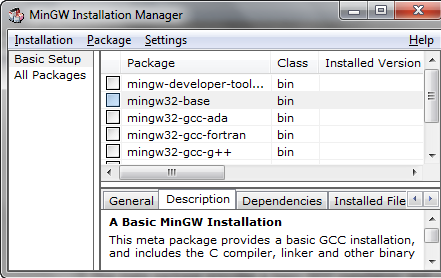 MinGW Installation Manager
Installation Package Settings Help
Basic Setup
All Packages
Package Class Installed Version
mingw-developer-tool... bin
mingw32-base bin
mingw32-gcc-ada bin
mingw32-gcc-fortran bin
mingw32-gcc-g++ bin
General Description Dependencies Installed File
A Basic MinGW Installation
This meta package provides a basic GCC installation,
and includes the C compiler, linker and other binary